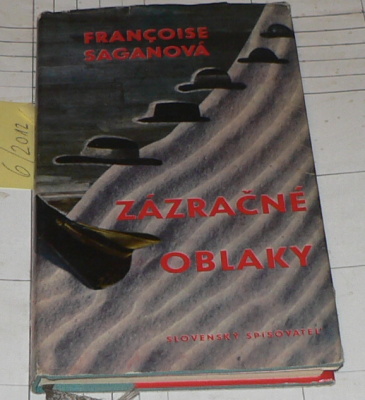 FRANÇOISE
SAGANOVÁ
6/2012
ZÁZRAČNÉ
OBLAKY
SLOVENSKÝ SPISOVATEĽ